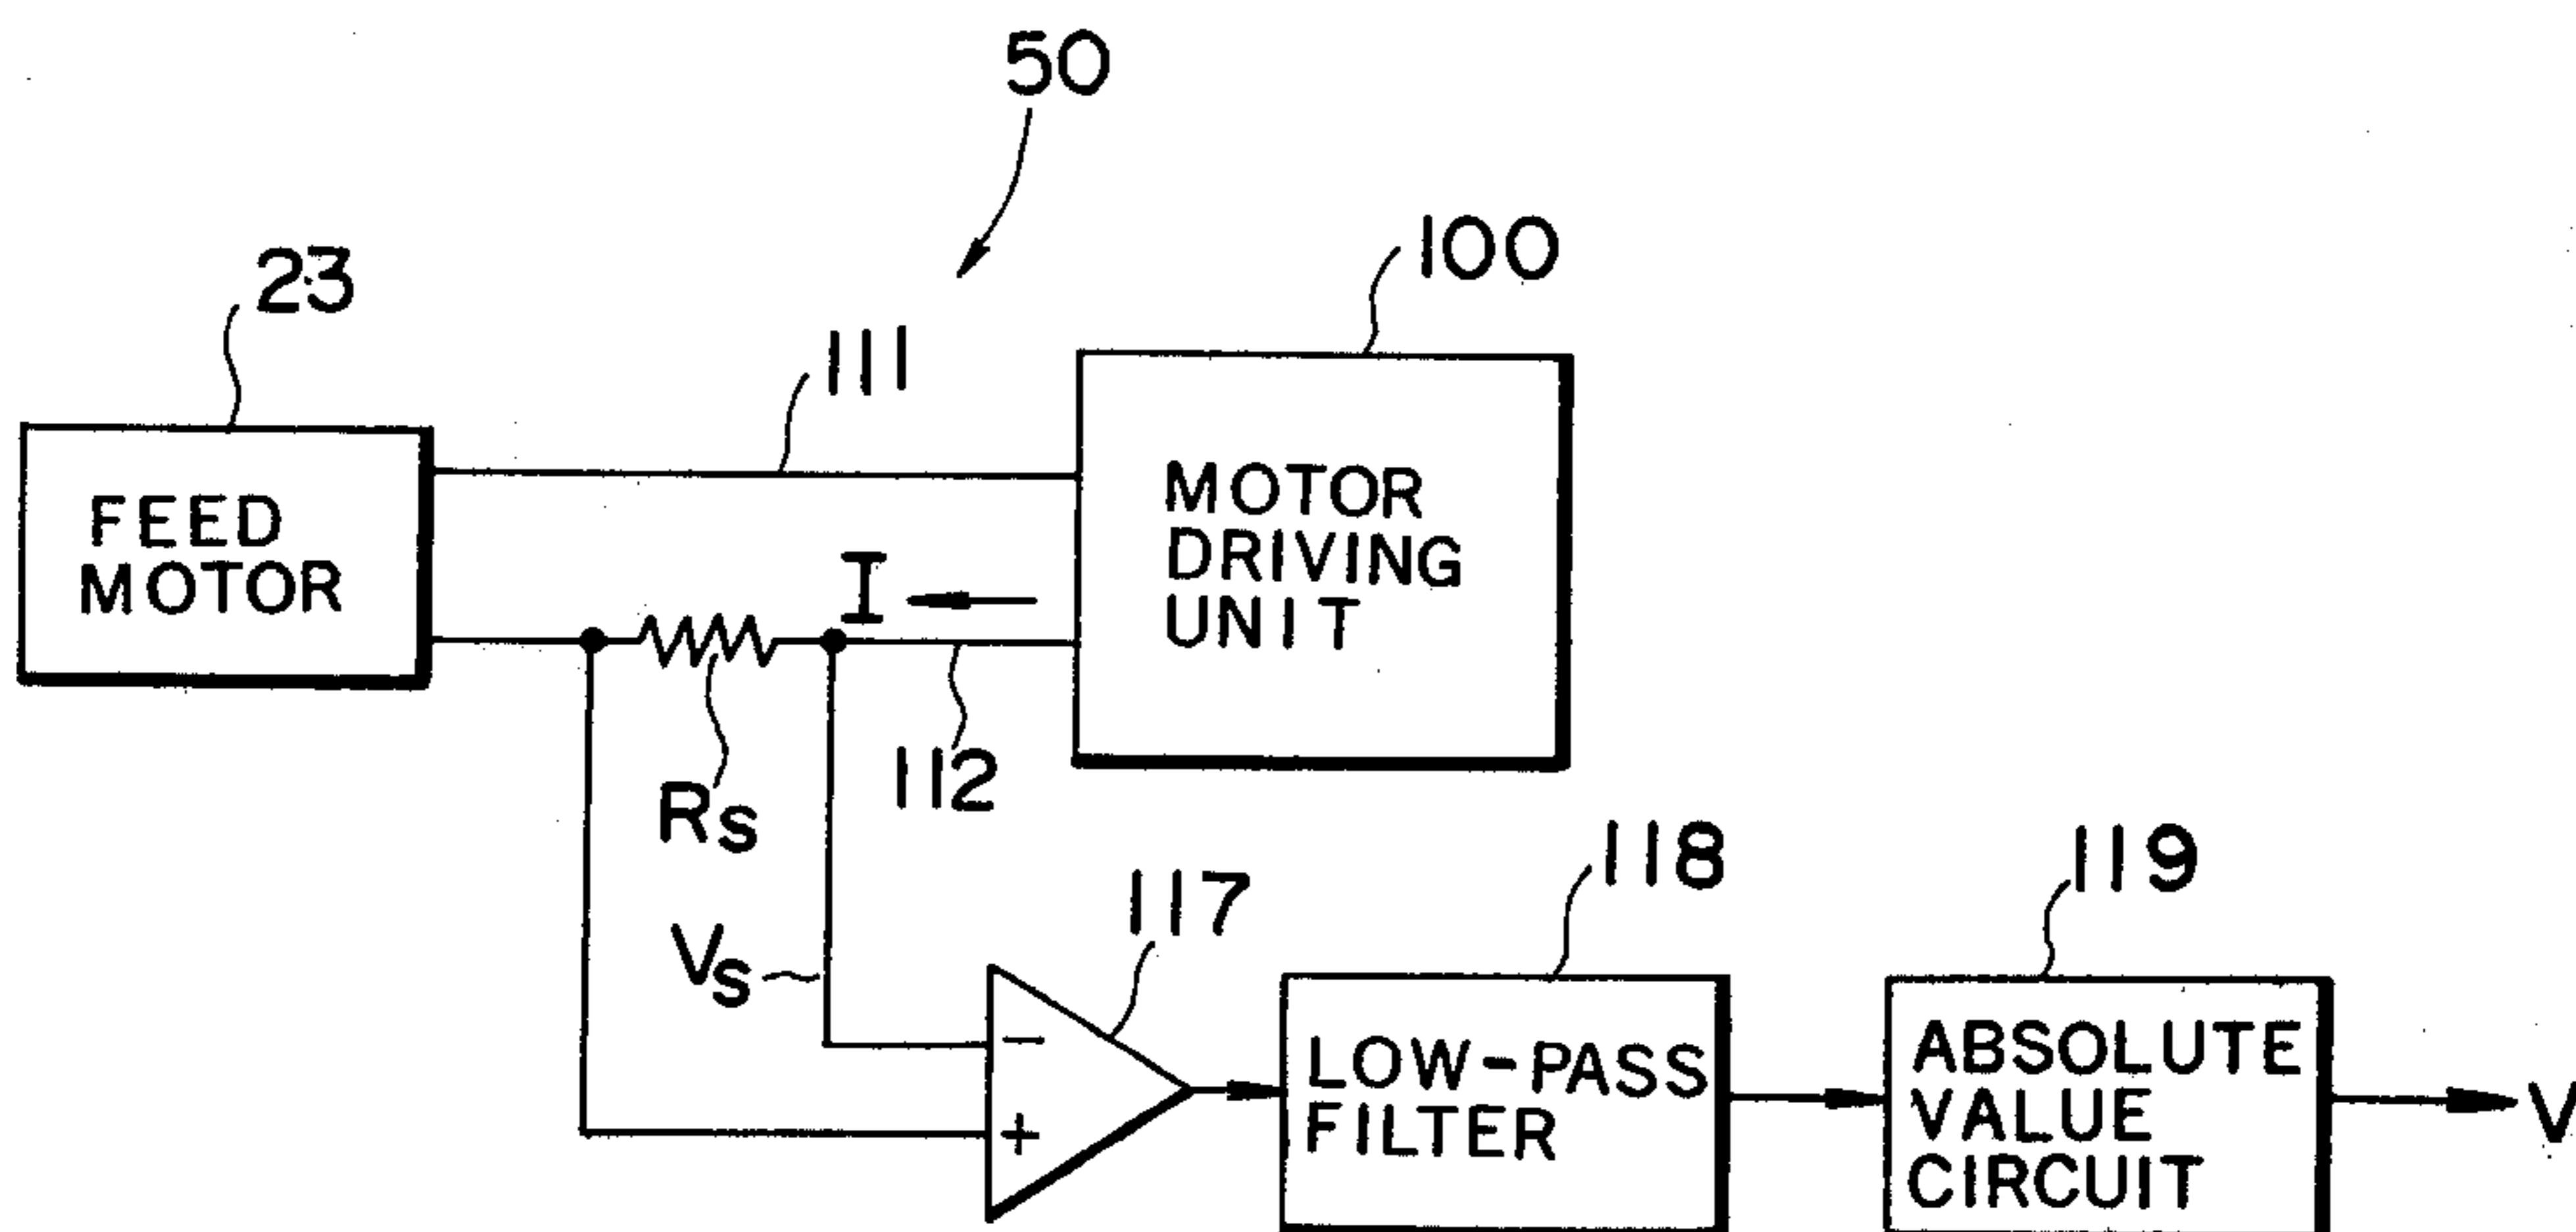 50
23
100
111
FEED
MOTOR
MOTOR
DRIVING
UNIT
I
112
Rs
Vs
117
118
119
−
+
LOW-PASS
FILTER
ABSOLUTE
VALUE
CIRCUIT
V